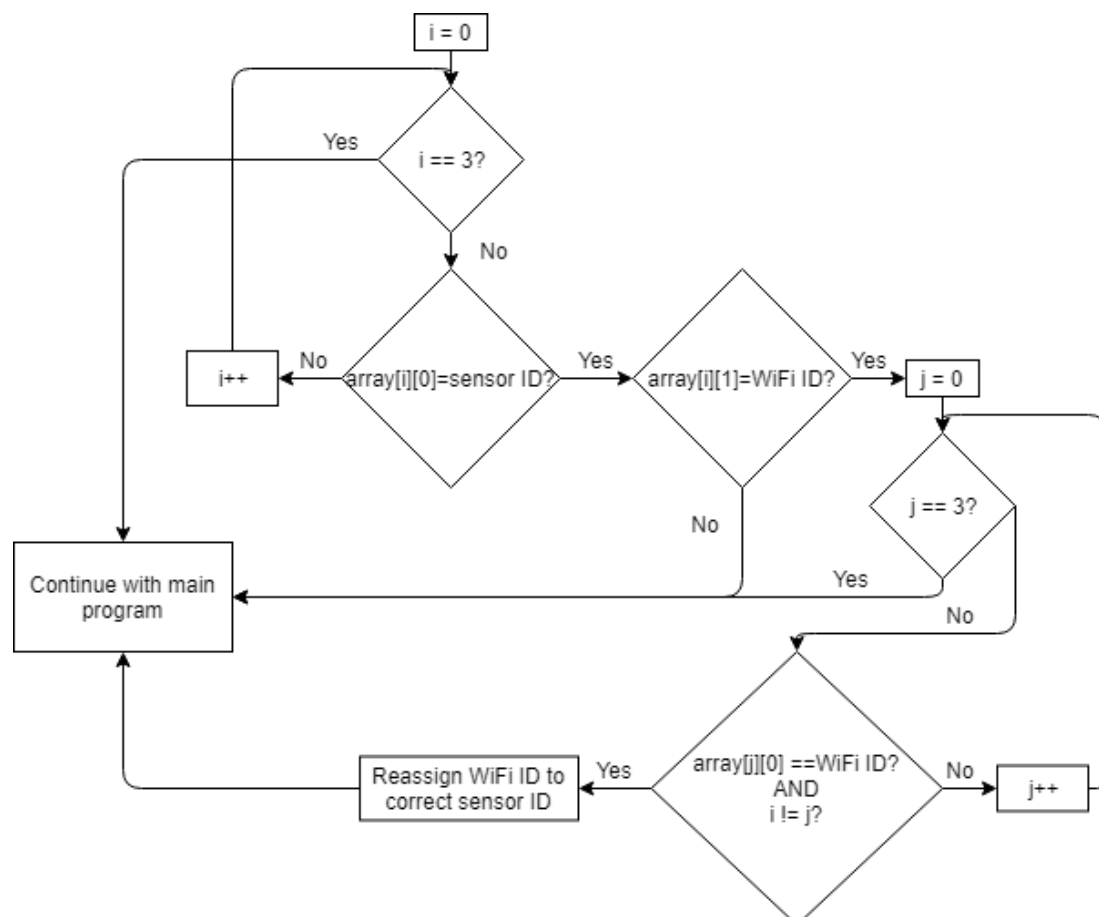 i = 0
Yes
i == 3?
No
No
array[i][0]=sensor ID?
Yes
array[i][1]=WiFi ID?
Yes
j = 0
i++
j == 3?
No
Continue with main
program
Yes
No
Reassign WiFi ID to
correct sensor ID
Yes
array[j][0] ==WiFi ID?
AND
i != j?
No
j++